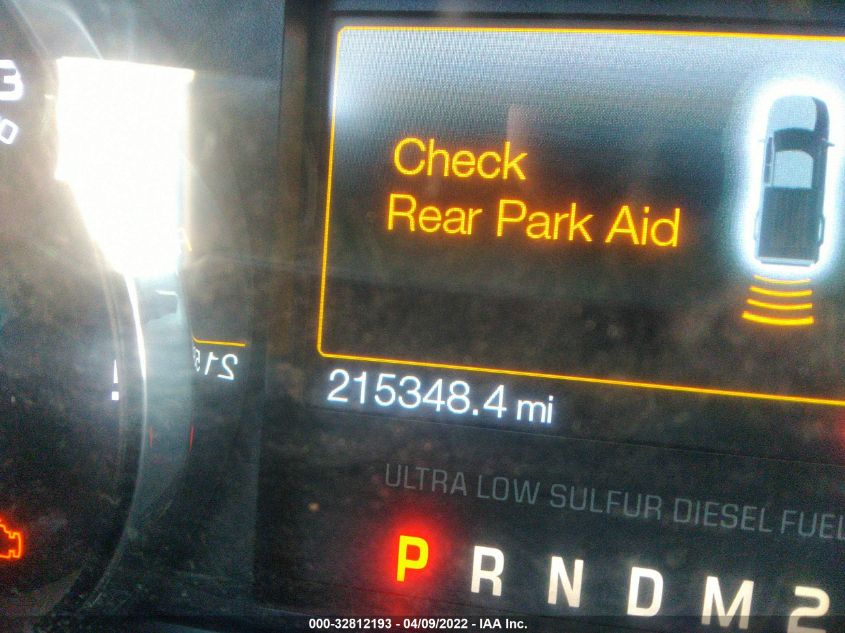 3
Check
Rear Park Aid
215348.4 mi
ULTRA LOW SULFUR DIESEL FUEL
P R N D M 2
000-32812193 - 04/09/2022 - IAA Inc.